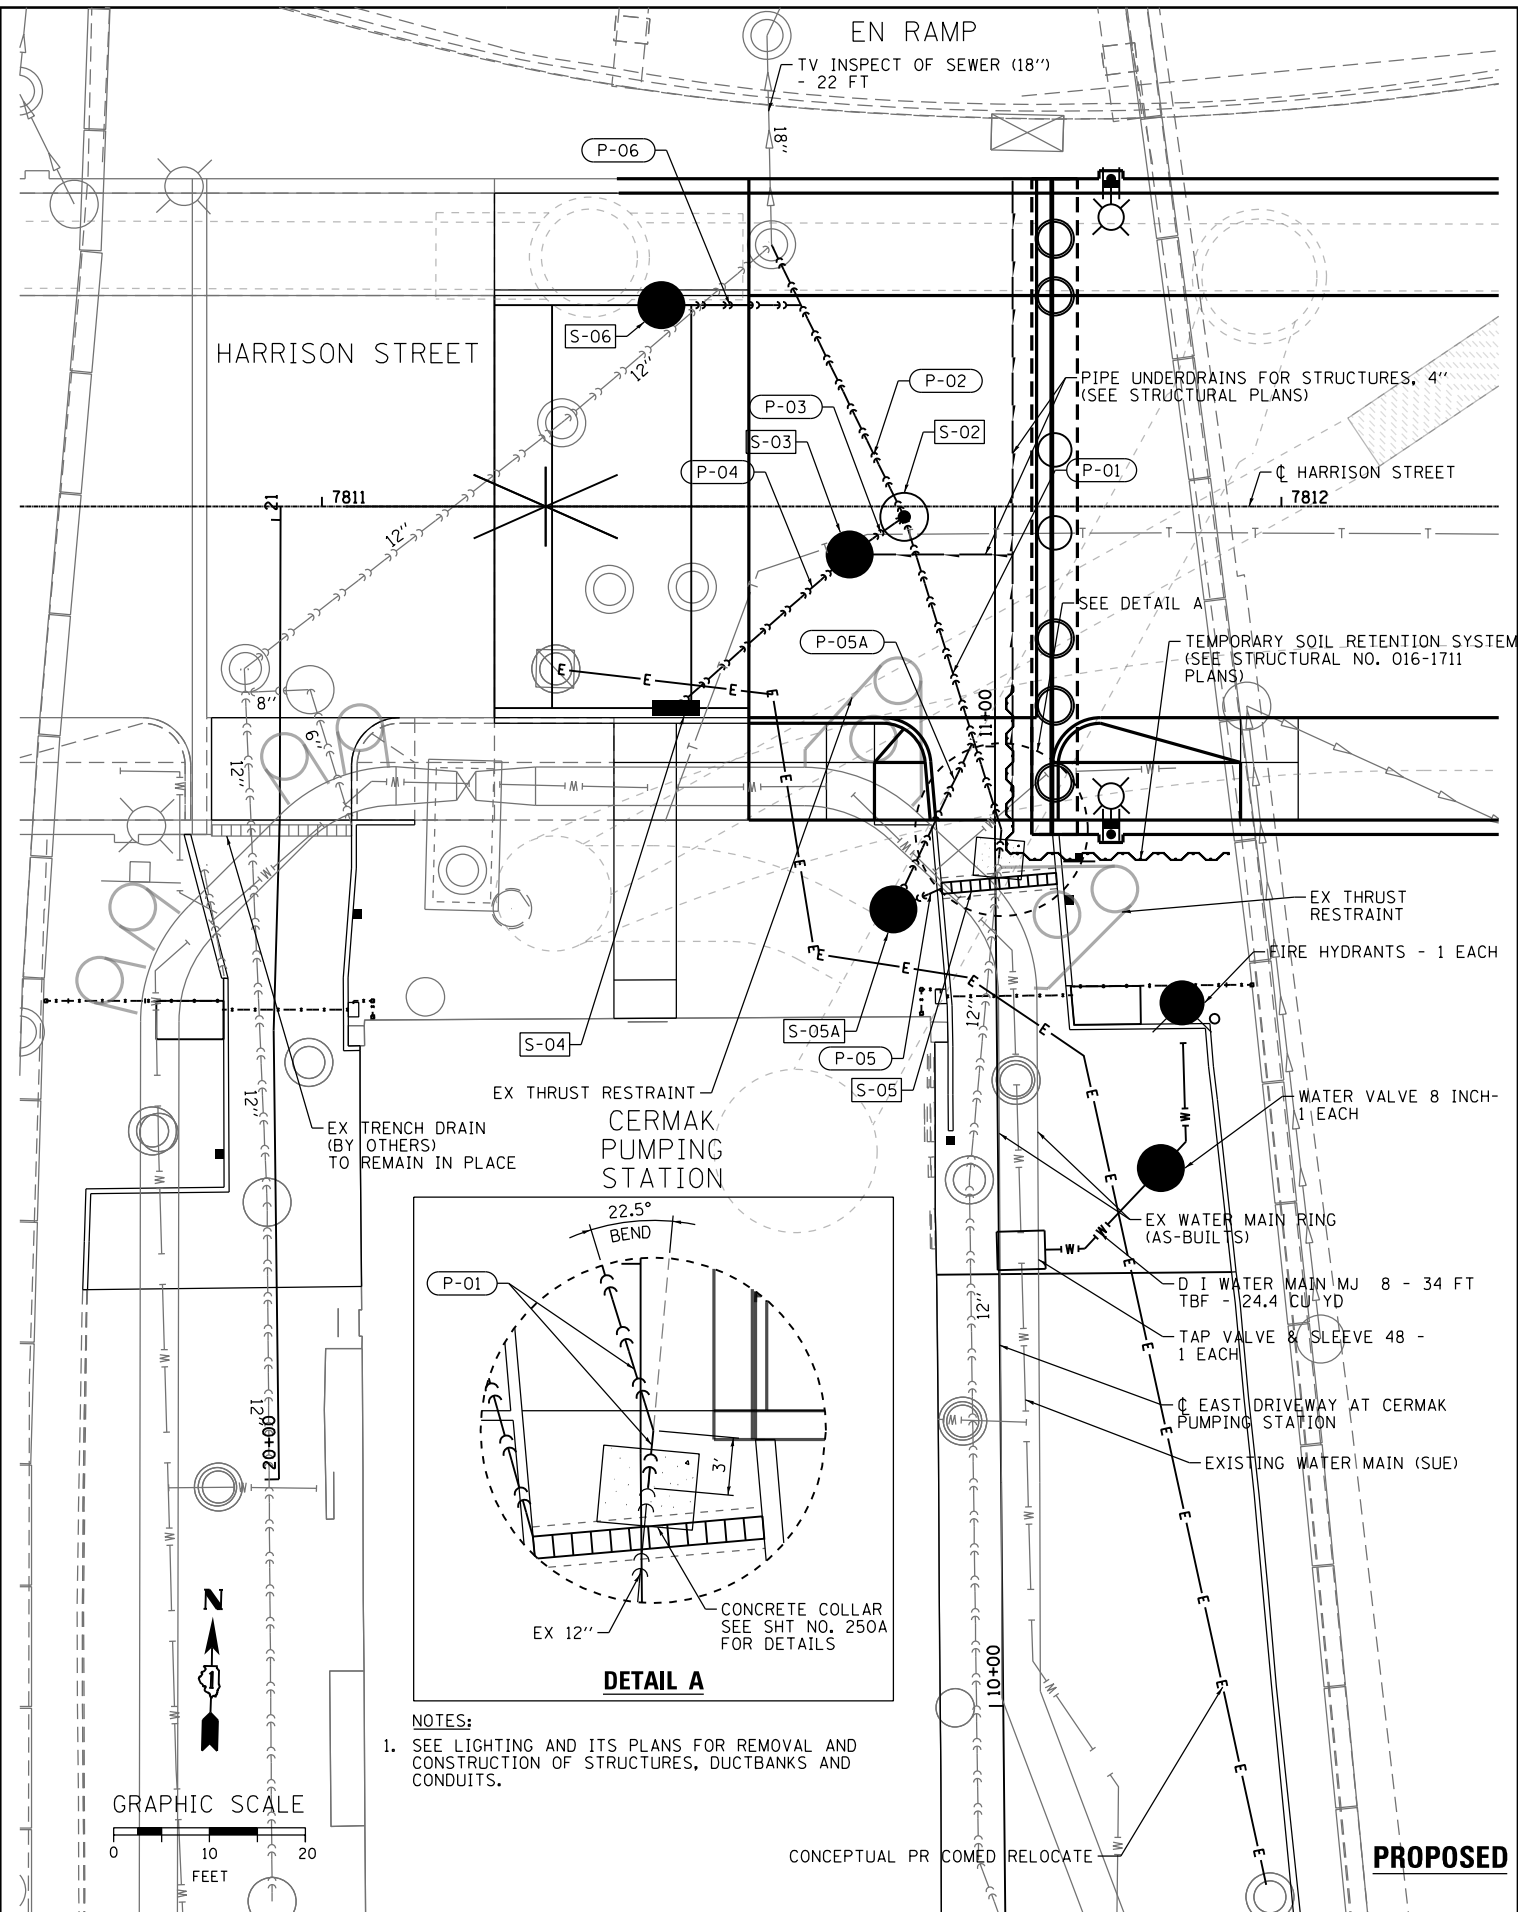 EN RAMP
TV INSPECT OF SEWER (18'')
- 22 FT
18''
P-06
S-06
HARRISON STREET
12''
P-02
PIPE UNDERDRAINS FOR STRUCTURES, 4''
(SEE STRUCTURAL PLANS)
P-03
S-03
S-02
P-04
P-01
℄ HARRISON STREET
21
7811
7812
12''
T
T
T
T
T
SEE DETAIL A
P-05A
TEMPORARY SOIL RETENTION SYSTEM
(SEE STRUCTURAL NO. 016-1711
PLANS)
E
E
E
E
8''
6''
11+00
12''
W
W
W
W
W
W
E
E
W
W
EX THRUST
RESTRAINT
FIRE HYDRANTS - 1 EACH
E
E
E
E
W
W
12''
S-04
S-05A
P-05
S-05
E
E
EX THRUST RESTRAINT
CERMAK
PUMPING
STATION
WATER VALVE 8 INCH-
1 EACH
12''
EX TRENCH DRAIN
(BY OTHERS)
TO REMAIN IN PLACE
W
W
W
W
E
22.5°
BEND
EX WATER MAIN RING
(AS-BUILTS)
W
W
E
P-01
D I WATER MAIN MJ 8 - 34 FT
TBF - 24.4 CU YD
12''
TAP VALVE & SLEEVE 48 -
1 EACH
W
W
E
℄ EAST DRIVEWAY AT CERMAK
PUMPING STATION
12''
20+00
W
E
3'
EXISTING WATER MAIN (SUE)
W
W
E
E
N
1
CONCRETE COLLAR
SEE SHT NO. 250A
FOR DETAILS
EX 12''
DETAIL A
10+00
E
W
W
NOTES:
1. SEE LIGHTING AND ITS PLANS FOR REMOVAL AND
CONSTRUCTION OF STRUCTURES, DUCTBANKS AND
CONDUITS.
E
GRAPHIC SCALE
0 10 20
FEET
W
W
CONCEPTUAL PR COMED RELOCATE
PROPOSED